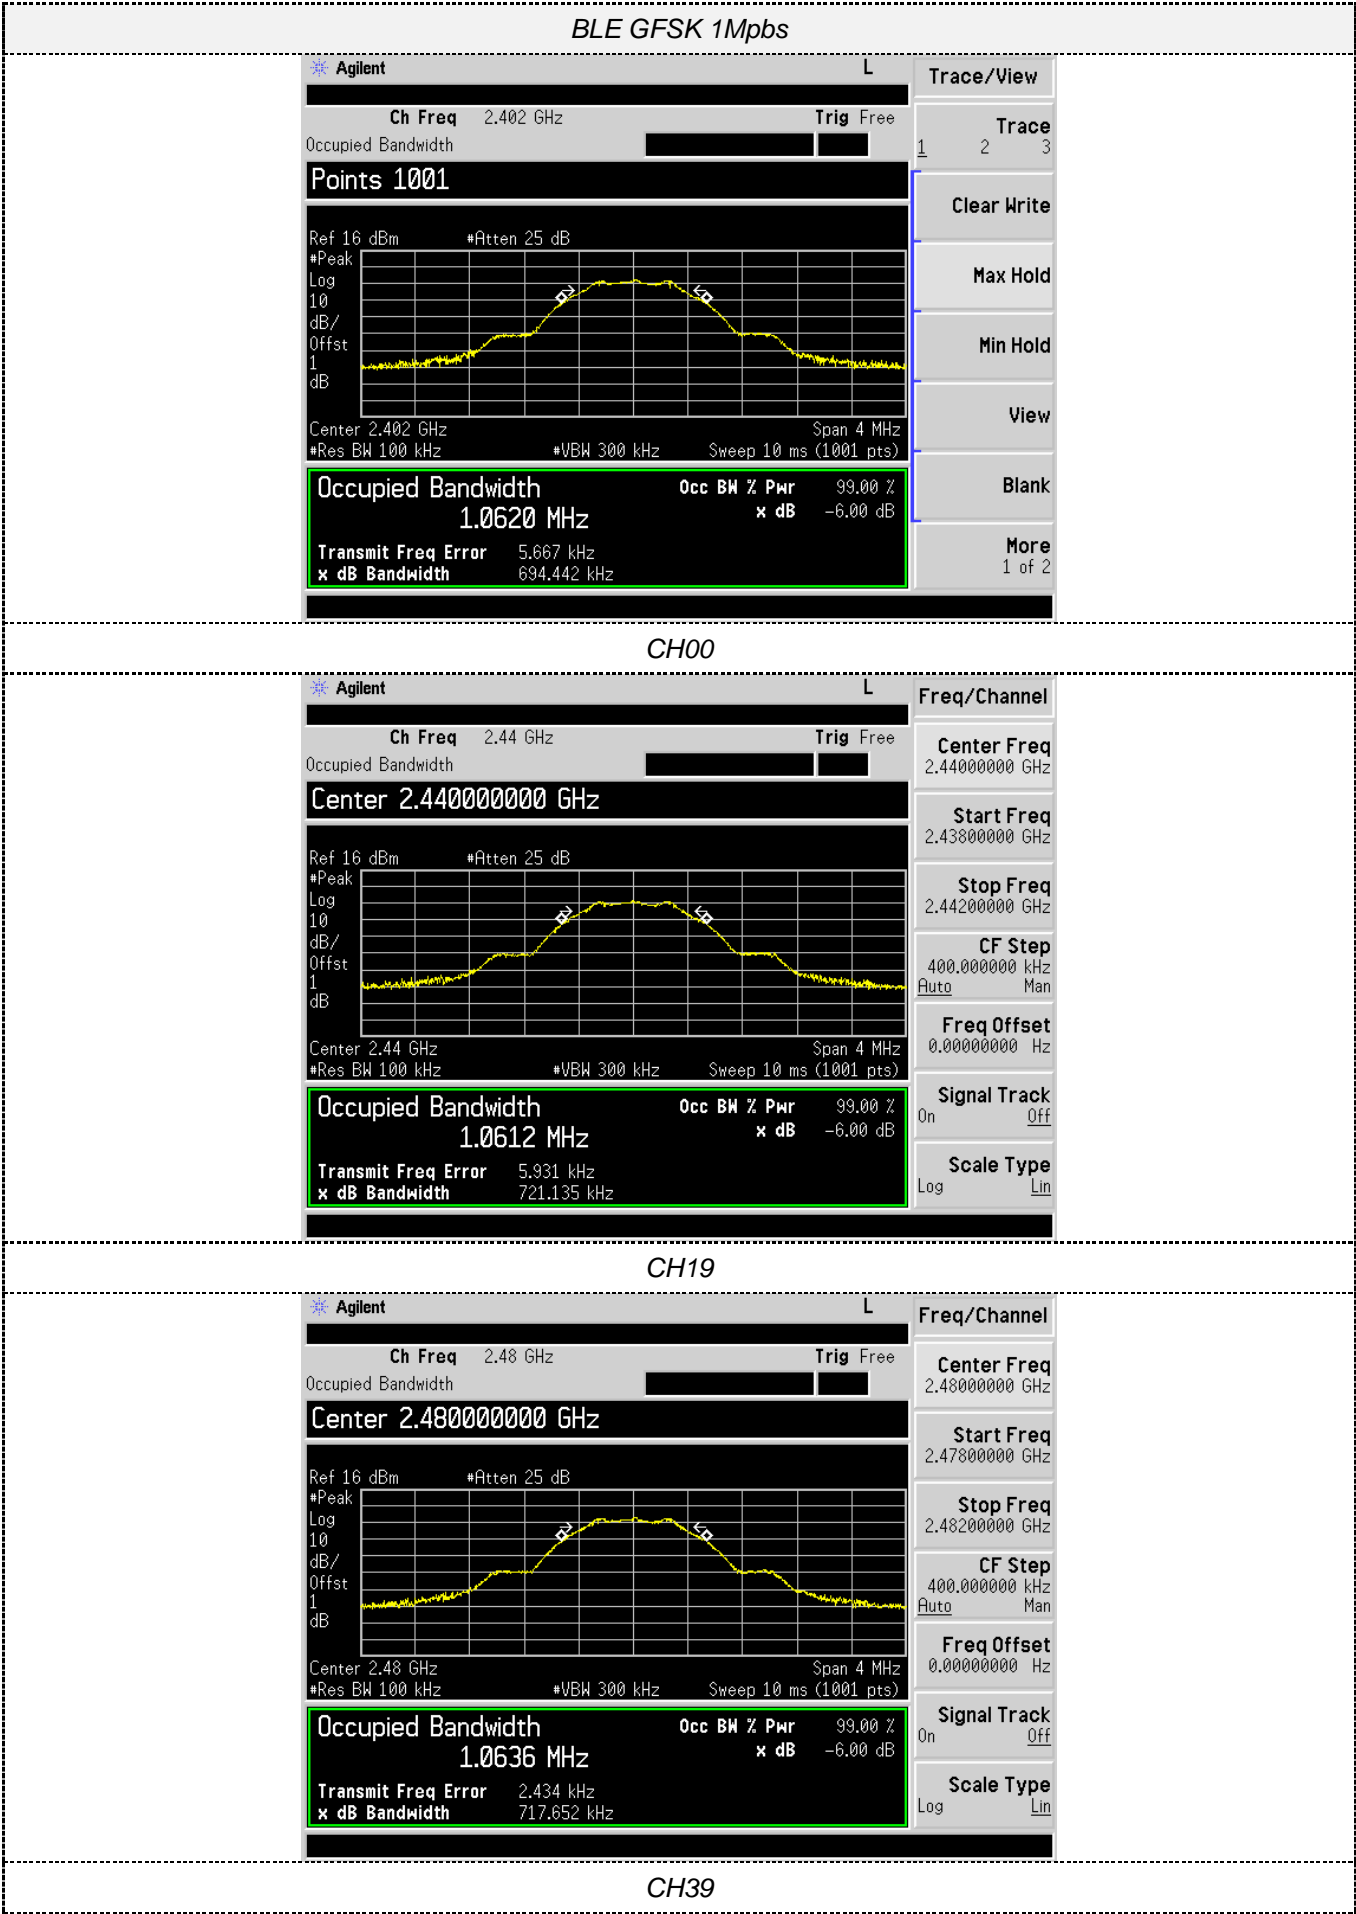 BLE GFSK 1Mpbs
Agilent L
Trace/View
Ch Freq 2.402 GHz Trig Free
Occupied Bandwidth
Trace
1 2 3
Points 1001
Clear Write
Ref 16 dBm #Atten 25 dB
#Peak
Log
10
dB/
Offst
1
dB
Max Hold
Min Hold
View
Center 2.402 GHz Span 4 MHz
#Res BW 100 kHz #VBW 300 kHz Sweep 10 ms (1001 pts)
Blank
Occupied Bandwidth
1.0620 MHz
Occ BW % Pwr 99.00 %
x dB -6.00 dB
Transmit Freq Error 5.667 kHz
x dB Bandwidth 694.442 kHz
More
1 of 2
CH00
Agilent L
Freq/Channel
Ch Freq 2.44 GHz Trig Free
Occupied Bandwidth
Center Freq
2.44000000 GHz
Center 2.440000000 GHz
Start Freq
2.43800000 GHz
Ref 16 dBm #Atten 25 dB
#Peak
Log
10
dB/
Offst
1
dB
Stop Freq
2.44200000 GHz
CF Step
400.000000 kHz
Auto Man
Freq Offset
0.00000000 Hz
Center 2.44 GHz Span 4 MHz
#Res BW 100 kHz #VBW 300 kHz Sweep 10 ms (1001 pts)
Signal Track
On Off
Occupied Bandwidth
1.0612 MHz
Occ BW % Pwr 99.00 %
x dB -6.00 dB
Transmit Freq Error 5.931 kHz
x dB Bandwidth 721.135 kHz
Scale Type
Log Lin
CH19
Agilent L
Freq/Channel
Ch Freq 2.48 GHz Trig Free
Occupied Bandwidth
Center Freq
2.48000000 GHz
Center 2.480000000 GHz
Start Freq
2.47800000 GHz
Ref 16 dBm #Atten 25 dB
#Peak
Log
10
dB/
Offst
1
dB
Stop Freq
2.48200000 GHz
CF Step
400.000000 kHz
Auto Man
Freq Offset
0.00000000 Hz
Center 2.48 GHz Span 4 MHz
#Res BW 100 kHz #VBW 300 kHz Sweep 10 ms (1001 pts)
Signal Track
On Off
Occupied Bandwidth
1.0636 MHz
Occ BW % Pwr 99.00 %
x dB -6.00 dB
Transmit Freq Error 2.434 kHz
x dB Bandwidth 717.652 kHz
Scale Type
Log Lin
CH39